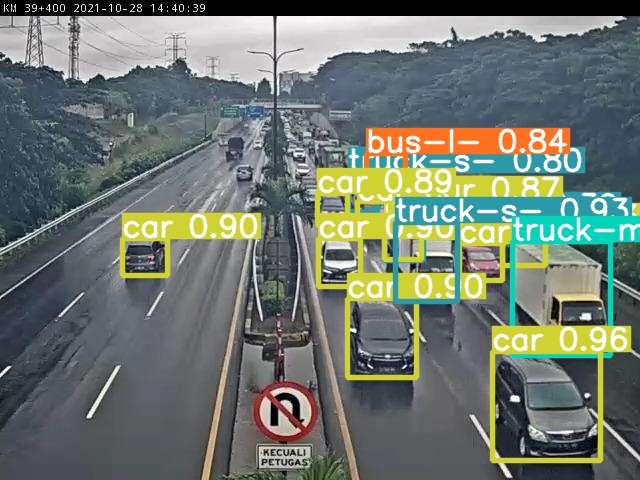 KM 39+400 2021-10-28 14:40:39
bus-l- 0.84
truck-s- 0.80
car 0.89
0.87
truck-s- 0.93
car 0.90
car 0.90
car
truck-m
car 0.90
car 0.96
KECUALI
PETUGAS